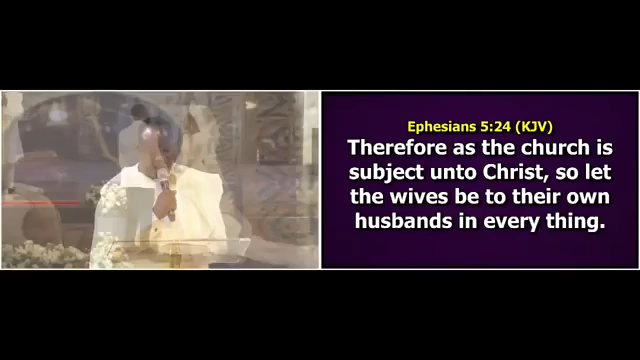 Ephesians 5:24 (KJV)
Therefore as the church is
subject unto Christ, so let
the wives be to their own
husbands in every thing.